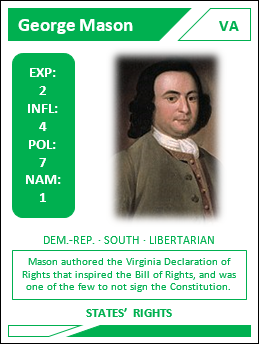 George Mason
VA
EXP:
2
INFL:
4
POL:
7
NAM:
1
DEM.-REP. · SOUTH · LIBERTARIAN
Mason authored the Virginia Declaration of
Rights that inspired the Bill of Rights, and was
one of the few to not sign the Constitution.
STATES’ RIGHTS